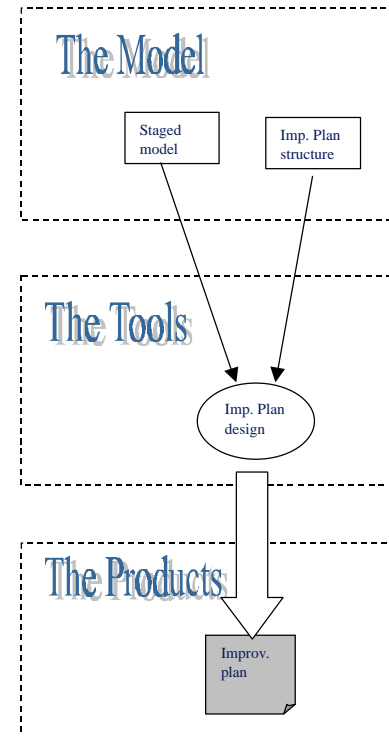 The Model
Staged
model
Imp. Plan
structure
The Tools
Imp. Plan
design
The Products
Improv.
plan